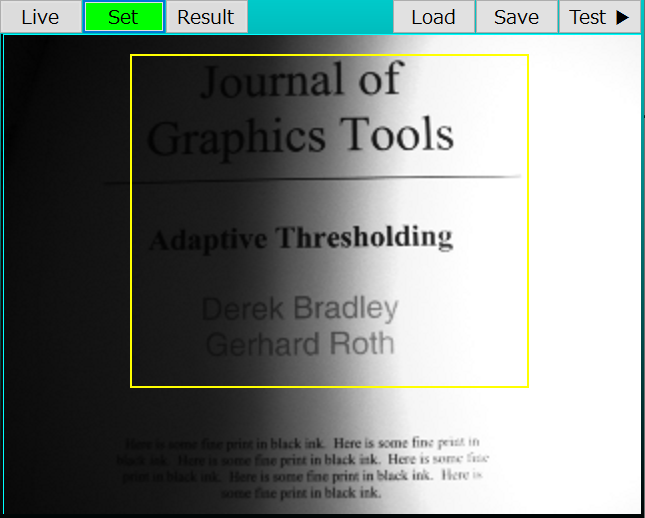 Live Set Result Load Save Test ▶
Journal of
Graphics Tools
Adaptive Thresholding
Derek Bradley
Gerhard Roth
Here is some fine print in black ink. Here is some fine print in
black ink. Here is some fine print in black ink. Here is some fine
print in black ink. Here is some fine print in black ink. Here is
some fine print in black ink.